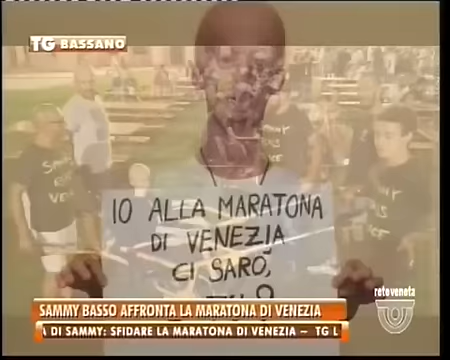 TG BASSANO
IO ALLA MARATONA
DI VENEZIA
CI SARÒ,
reteveneta
SAMMY BASSO AFFRONTA LA MARATONA DI VENEZIA
A DI SAMMY: SFIDARE LA MARATONA DI VENEZIA – TG L